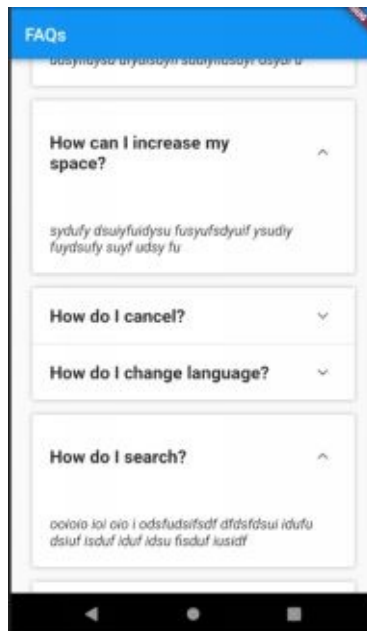 FAQs
How can I increase my
space?
sydufy dsuiyfuidysu fusyufsdyuif ysudiy
fuydsufy suyf udsy fu
How do I cancel?
How do I change language?
How do I search?
ooioio ioi oio i odsfudsifsdf dfdsfdsui idufu
dsiuf isduf iduf idsu fisduf iusidf